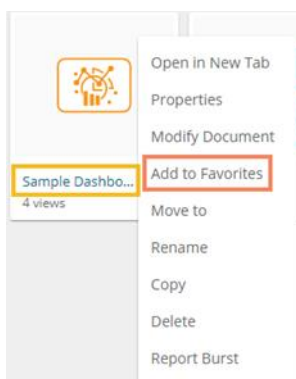 Sample Dashbo...
4 views
Open in New Tab
Properties
Modify Document
Add to Favorites
Move to
Rename
Copy
Delete
Report Burst